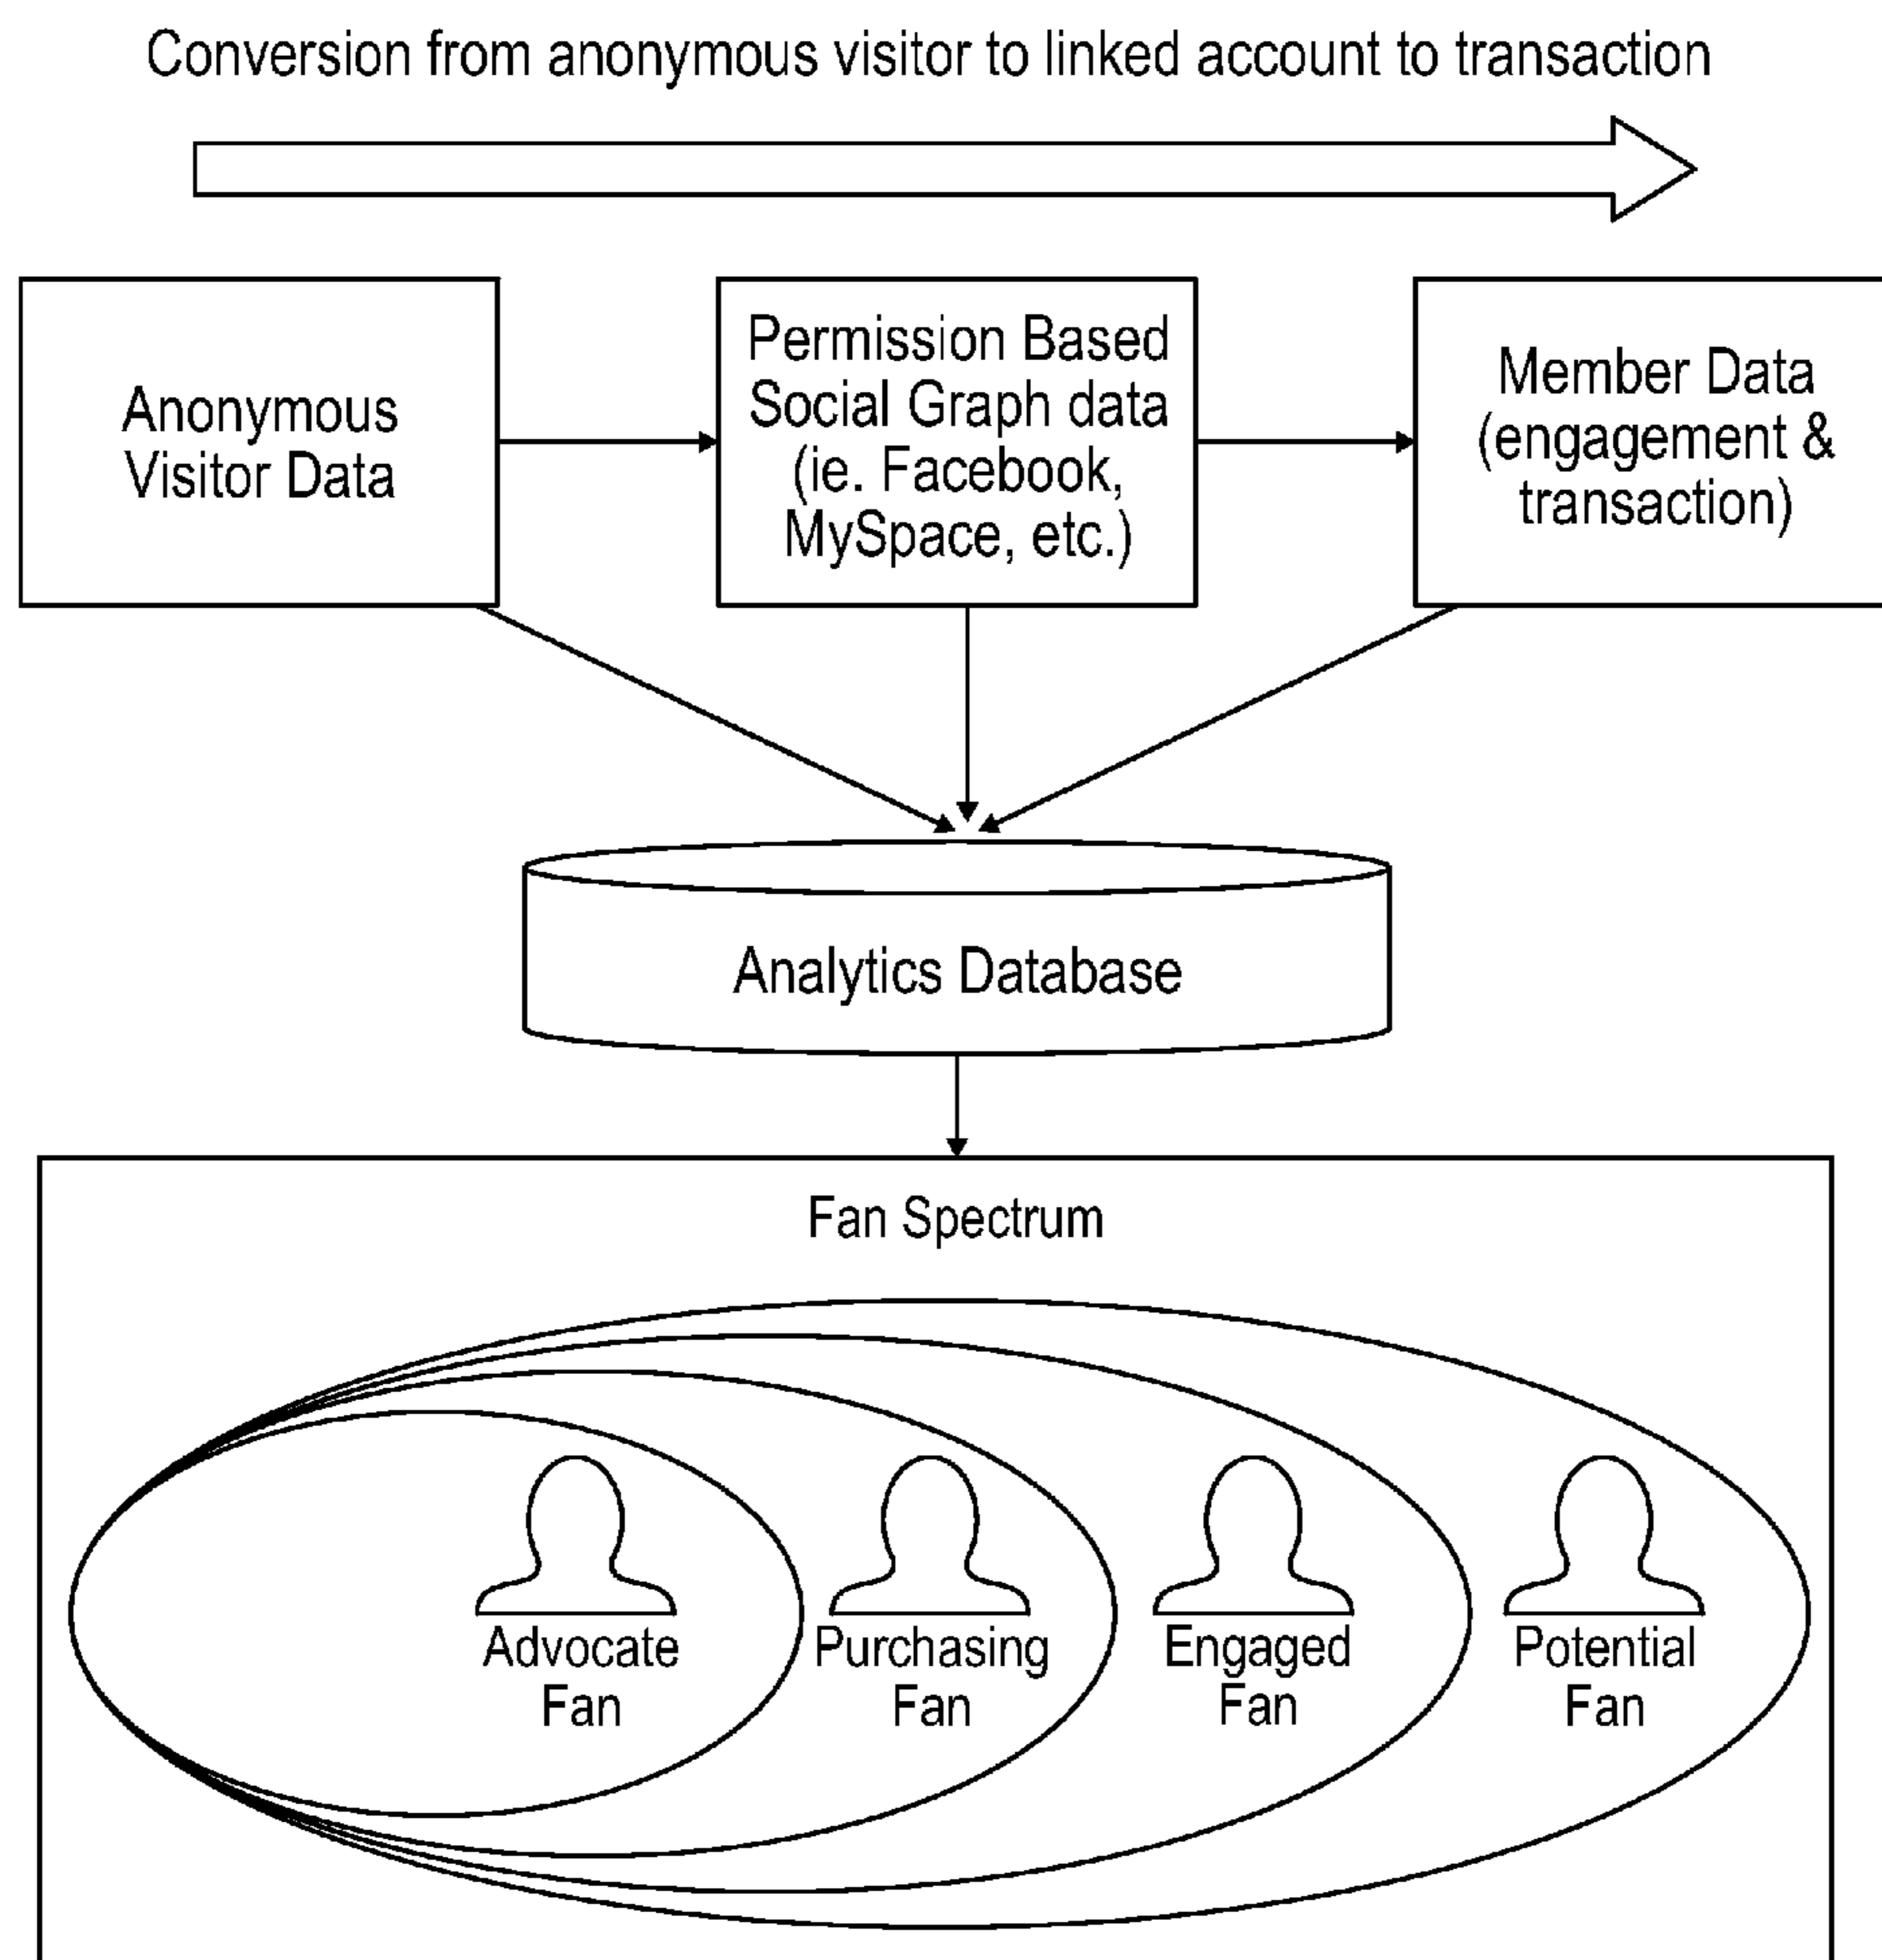 Conversion from anonymous visitor to linked account to transaction
Anonymous
Visitor Data
Permission Based
Social Graph data
(ie. Facebook,
MySpace, etc.)
Member Data
(engagement &
transaction)
Analytics Database
Fan Spectrum
Advocate
Fan
Purchasing
Fan
Engaged
Fan
Potential
Fan